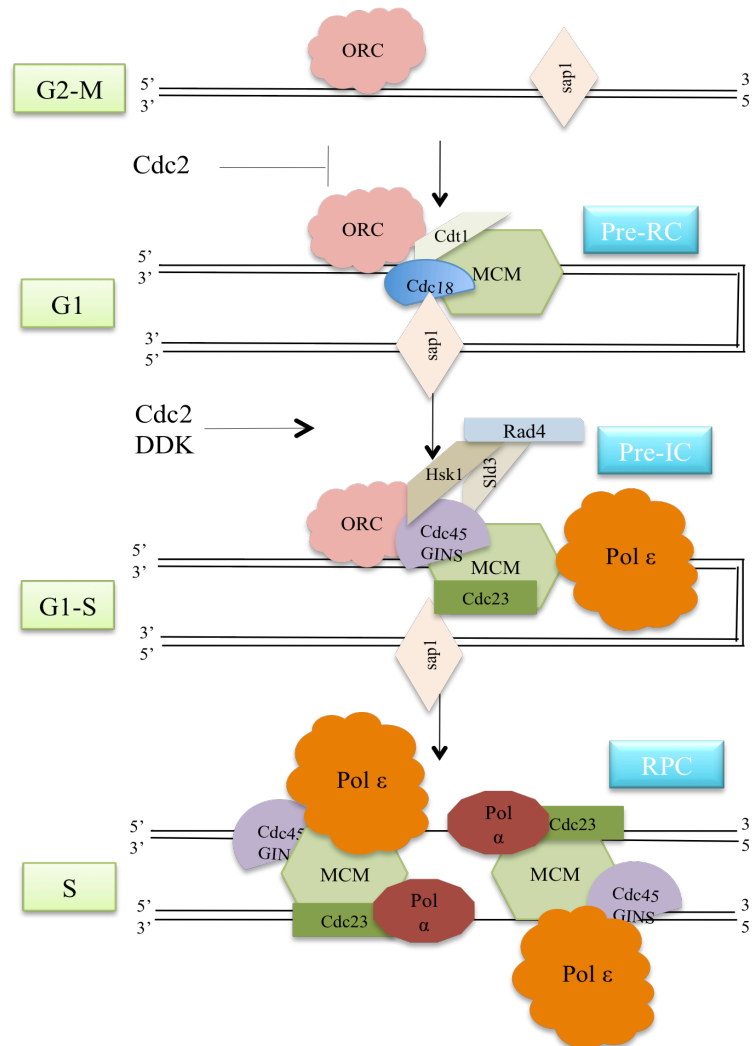 ORC
sap1
G2-M
5’
3’
3
5
Cdc2
ORC
Cdt1
Pre-RC
MCM
Cdc18
5’
3’
G1
3’
5’
sap1
Cdc2
DDK
Rad4
Pre-IC
Hsk1
Sld3
ORC
Cdc45
GINS
MCM
Pol ε
Cdc23
5’
3’
G1-S
3’
5’
sap1
RPC
Pol ε
Pol
α
Cdc23
5’
3’
3
5
Cdc45
GIN
MCM
MCM
S
Cdc45
GINS
5’
3’
3
5
Cdc23
Pol
α
Pol ε